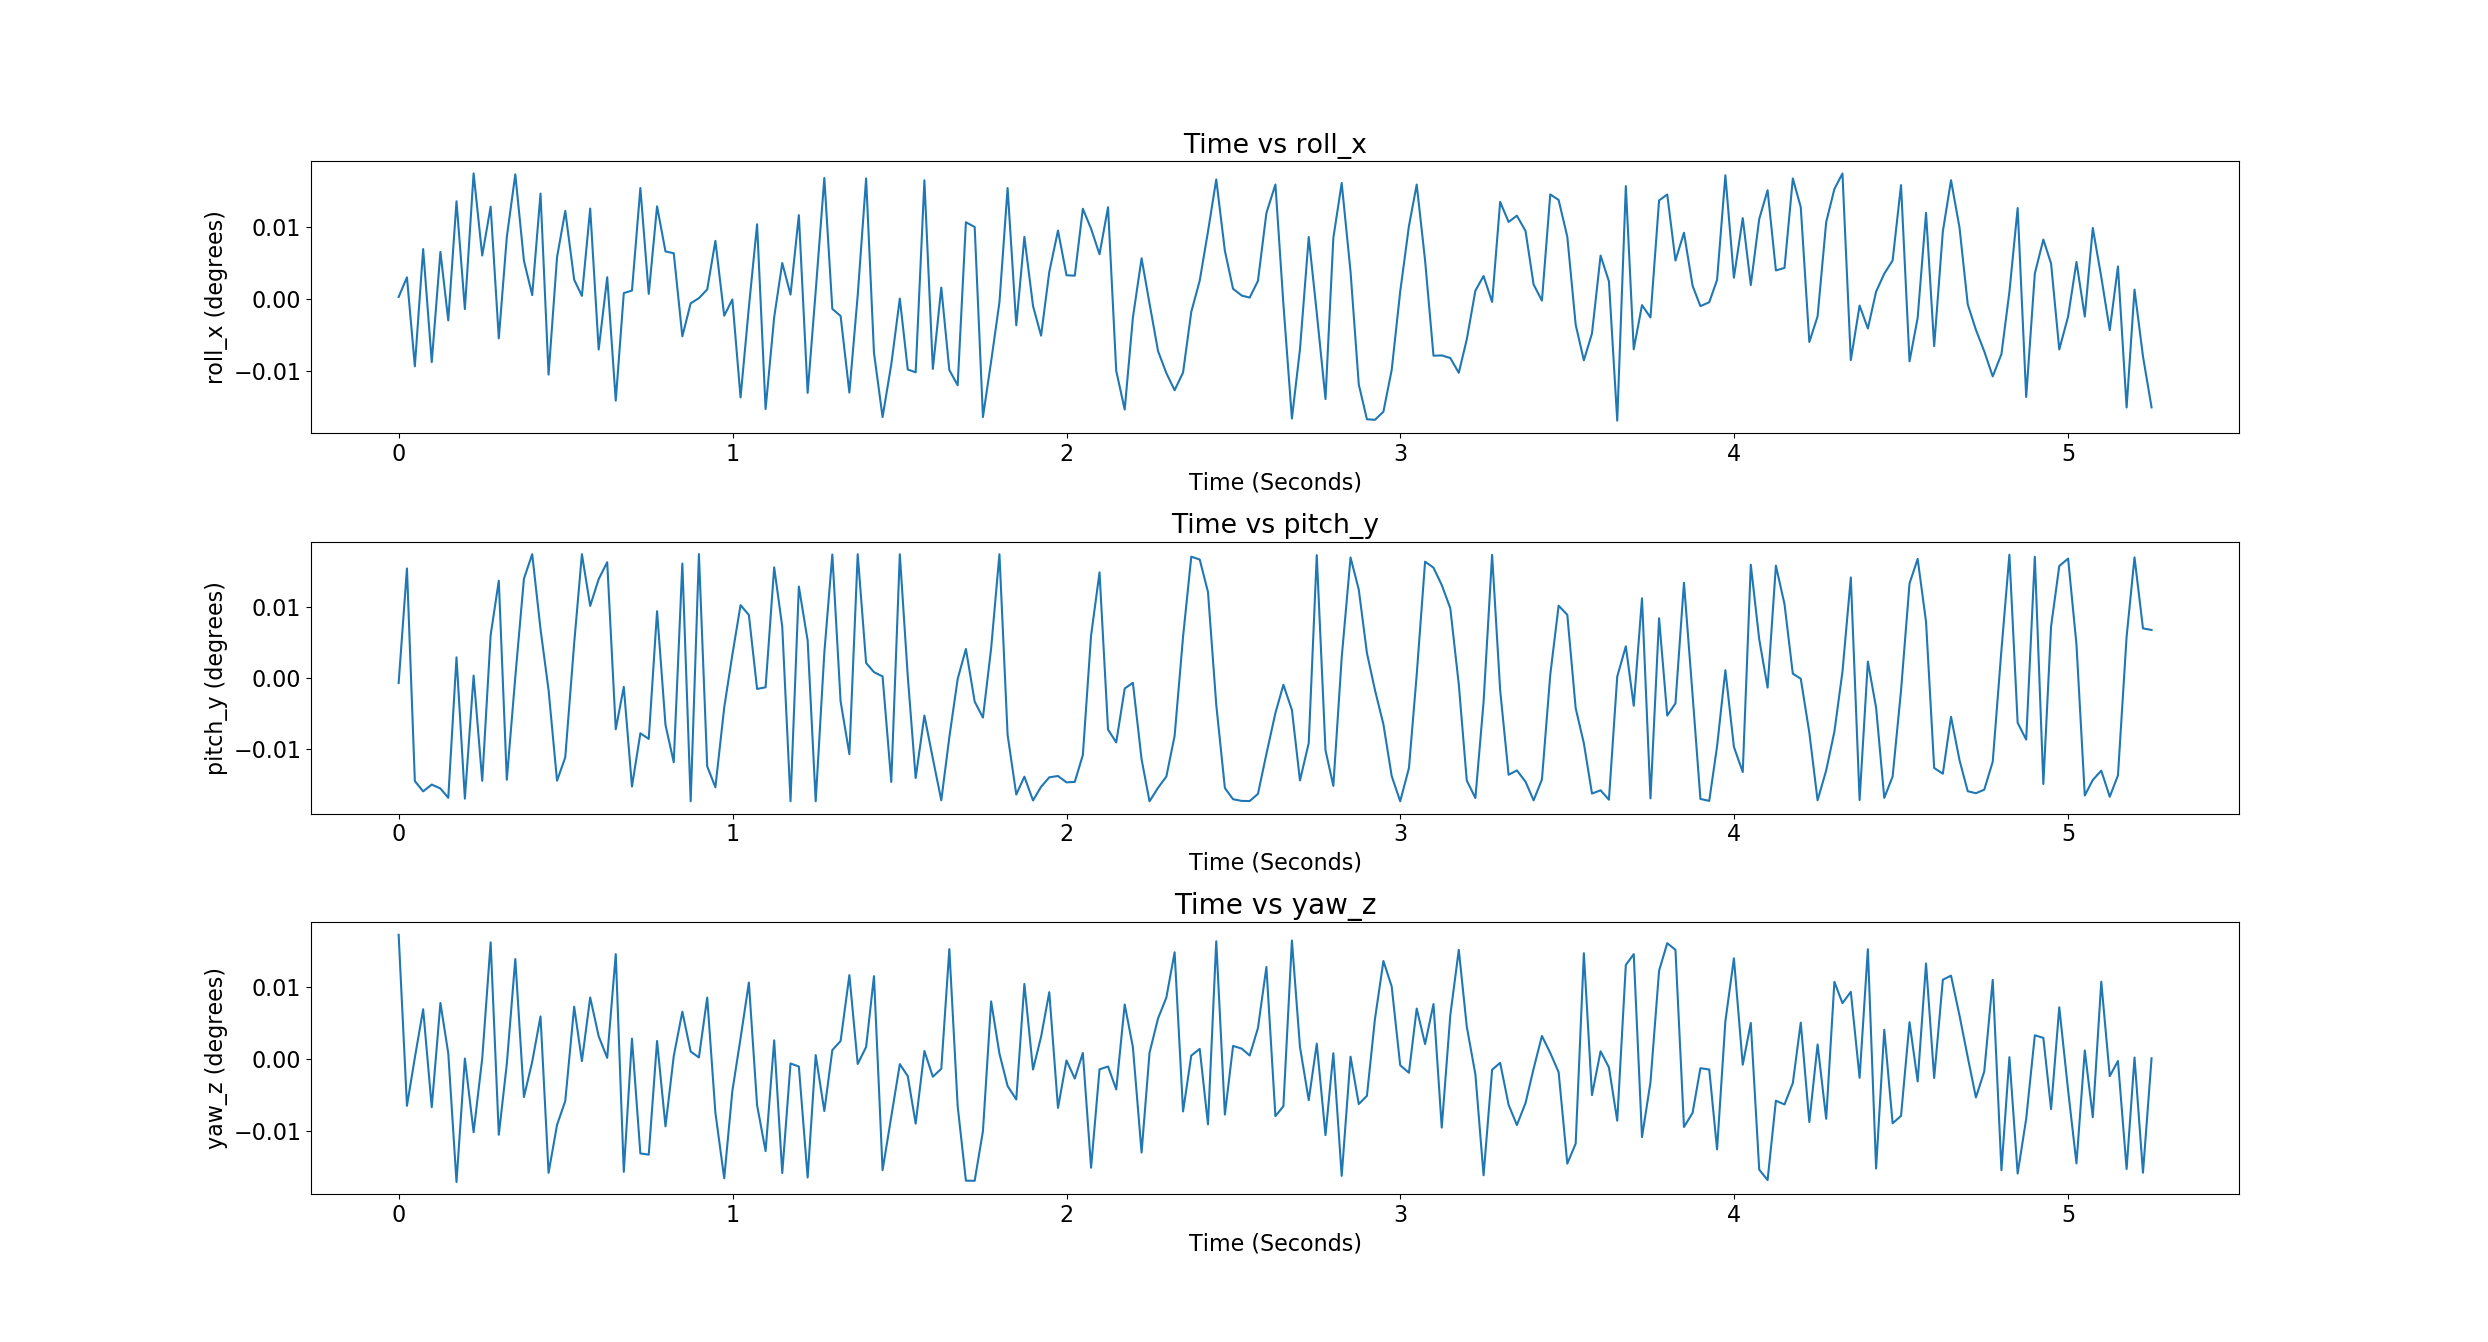 Time vs roll_x
roll_x (degrees)
0.01
0.00
−0.01
0 1 2 3 4 5
Time (Seconds)
Time vs pitch_y
pitch_y (degrees)
0.01
0.00
−0.01
0 1 2 3 4 5
Time (Seconds)
Time vs yaw_z
yaw_z (degrees)
0.01
0.00
−0.01
0 1 2 3 4 5
Time (Seconds)